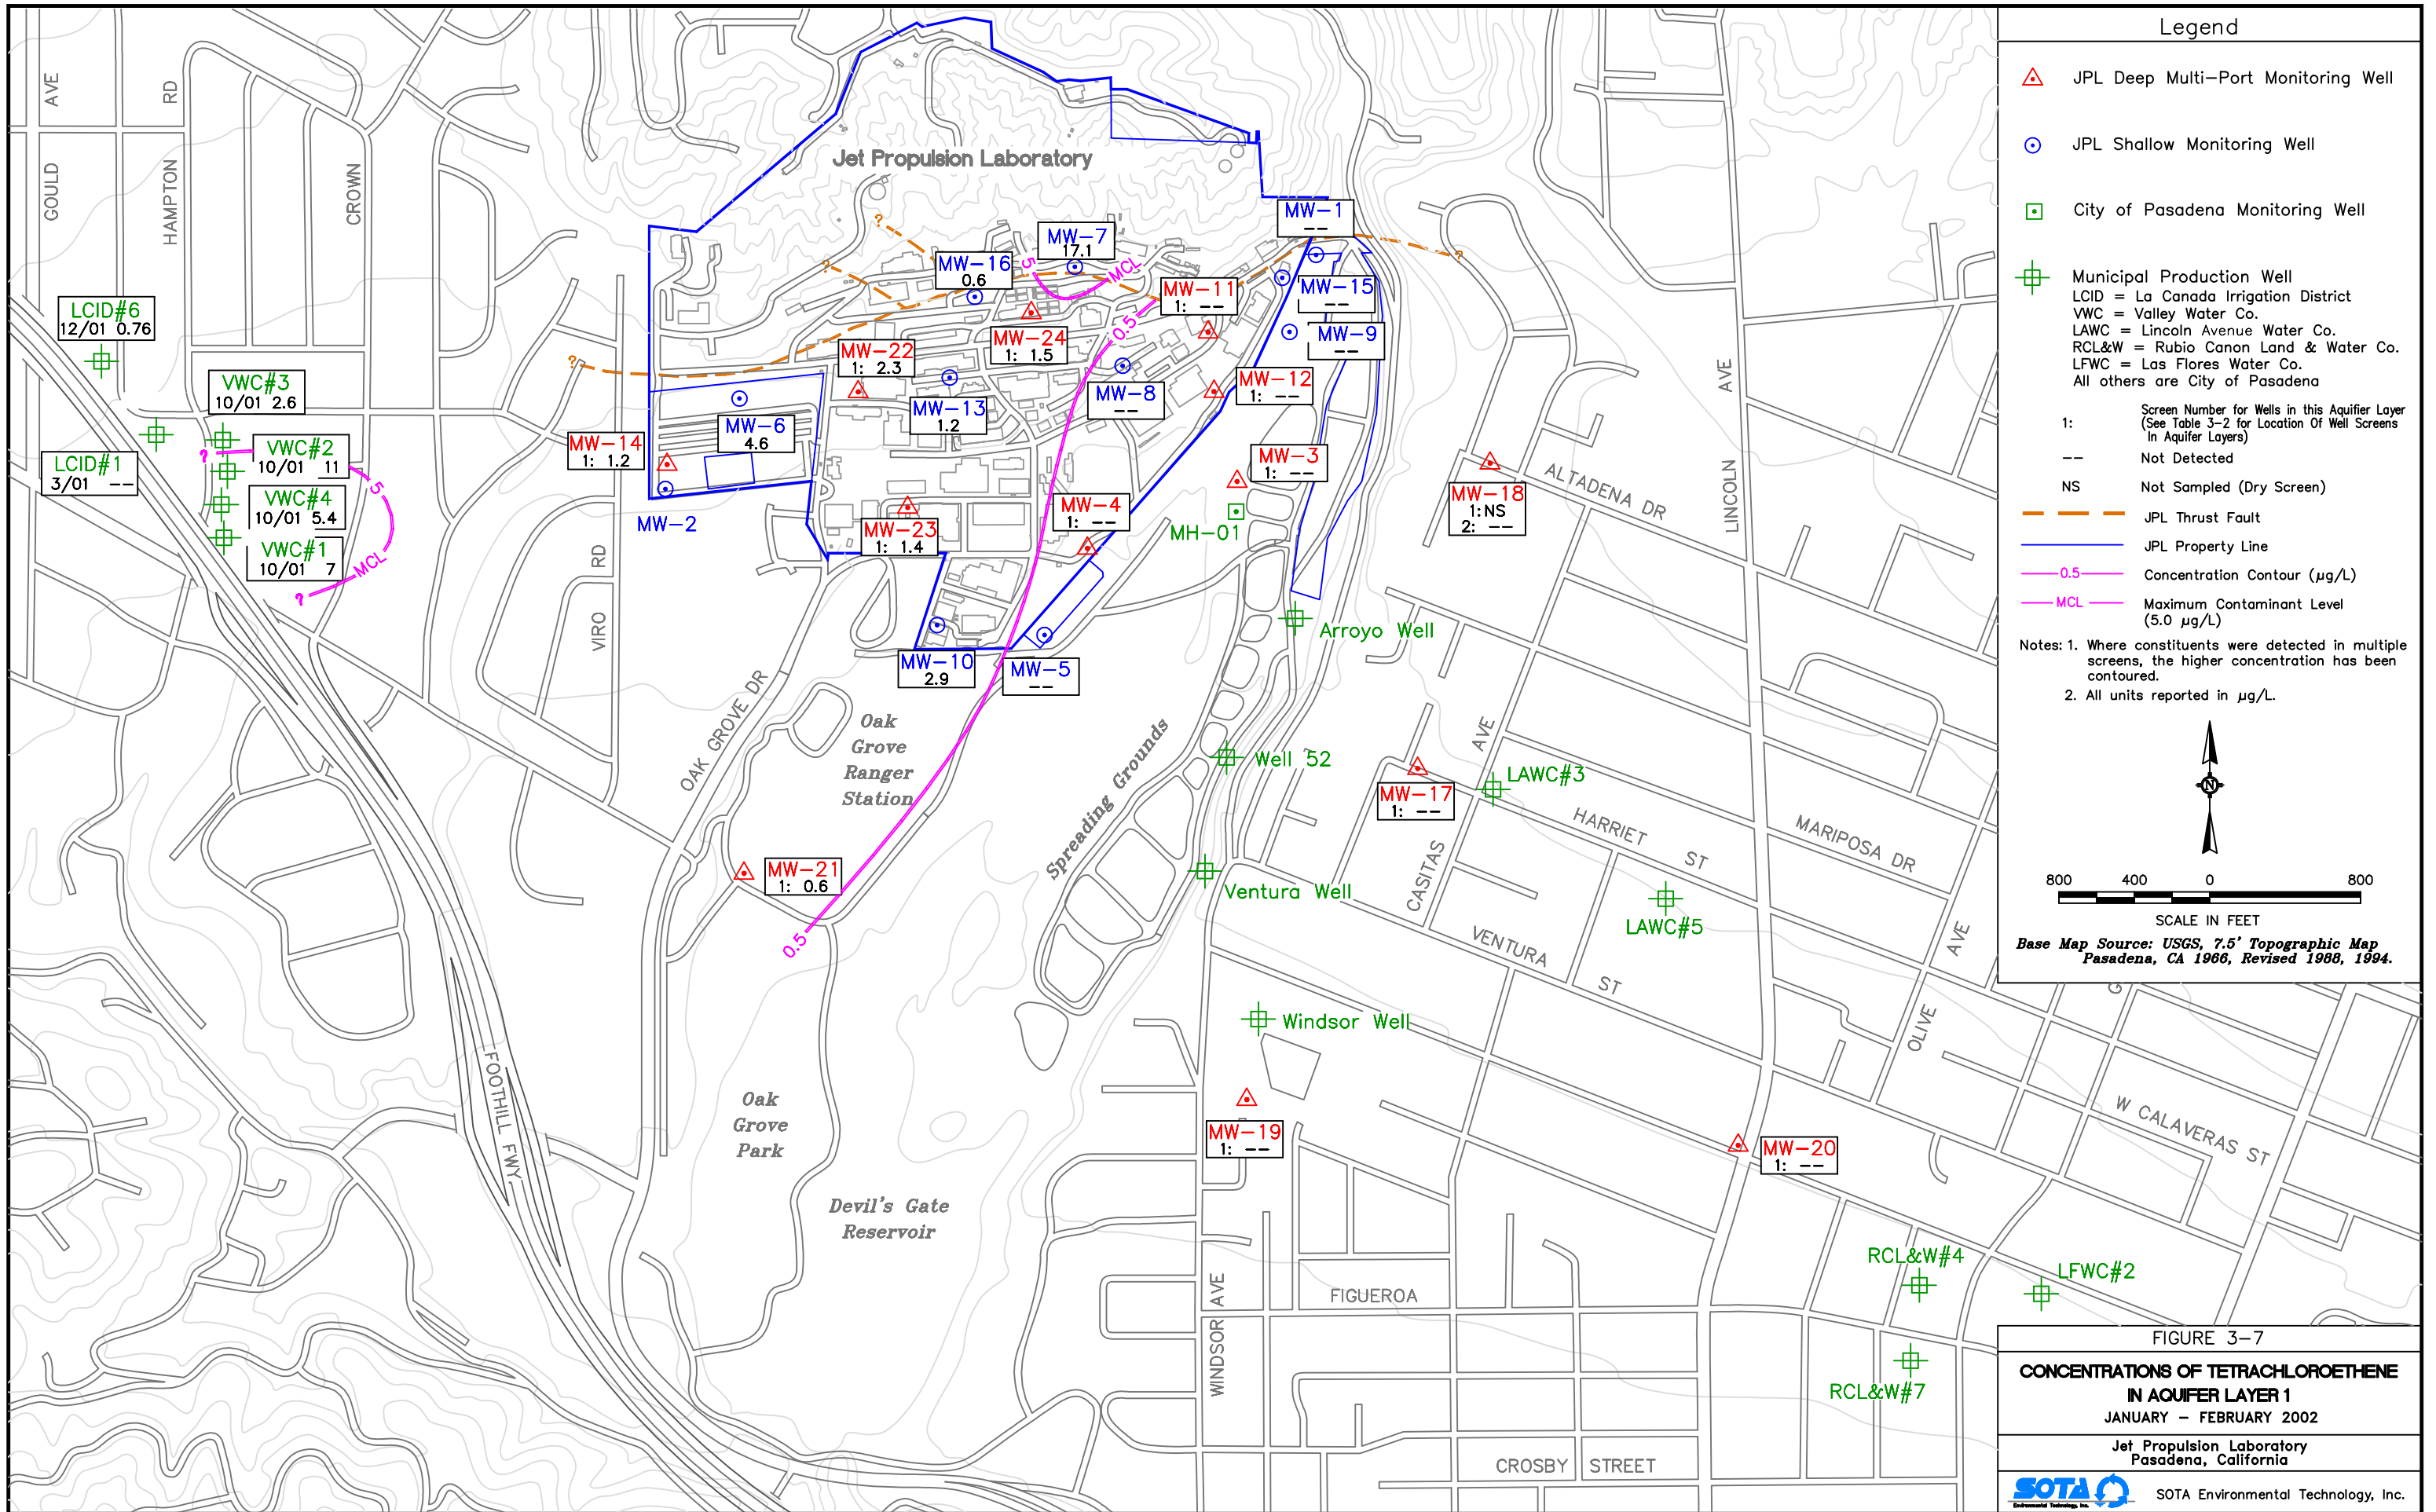 Legend
JPL Deep Multi-Port Monitoring Well
JPL Shallow Monitoring Well
City of Pasadena Monitoring Well
Municipal Production Well
LCID = La Canada Irrigation District
VWC = Valley Water Co.
LAWC = Lincoln Avenue Water Co.
RCL&W = Rubio Canon Land & Water Co.
LFWC = Las Flores Water Co.
All others are City of Pasadena
1: Screen Number for Wells in this Aquifier Layer
(See Table 3-2 for Location Of Well Screens
In Aquifer Layers)
-- Not Detected
NS Not Sampled (Dry Screen)
JPL Thrust Fault
JPL Property Line
0.5 Concentration Contour (µg/L)
MCL Maximum Contaminant Level
(5.0 µg/L)
Notes: 1. Where constituents were detected in multiple
screens, the higher concentration has been
contoured.
2. All units reported in µg/L.
N
800 400 0 800
SCALE IN FEET
Base Map Source: USGS, 7.5' Topographic Map
Pasadena, CA 1966, Revised 1988, 1994.
FIGURE 3-7
CONCENTRATIONS OF TETRACHLOROETHENE
IN AQUIFER LAYER 1
JANUARY - FEBRUARY 2002
Jet Propulsion Laboratory
Pasadena, California
SOTA
Environmental Technology, Inc.
SOTA Environmental Technology, Inc.
GOULD AVE
HAMPTON RD
CROWN
Jet Propulsion Laboratory
MW-1
--
MW-7
17.1
MW-16
0.6
5
MCL
MW-11
1: --
MW-15
--
MW-9
--
?
?
?
?
LCID#6
12/01 0.76
VWC#3
10/01 2.6
VWC#2
10/01 11
LCID#1
3/01 --
VWC#4
10/01 5.4
VWC#1
10/01 7
?
5
MCL
?
MW-24
1: 1.5
0.5
MW-22
1: 2.3
MW-12
1: --
MW-8
--
MW-13
1.2
MW-6
4.6
MW-14
1: 1.2
MW-3
1: --
MW-18
1: NS
2: --
MW-4
1: --
MW-2
MW-23
1: 1.4
MH-01
ALTADENA DR
LINCOLN AVE
VIRO RD
Arroyo Well
MW-10
2.9
MW-5
--
OAK GROVE DR
Oak
Grove
Ranger
Station
Spreading Grounds
Well 52
CASITAS AVE
LAWC#3
MW-17
1: --
HARRIET ST
MARIPOSA DR
MW-21
1: 0.6
0.5
Ventura Well
LAWC#5
VENTURA ST
OLIVE AVE
G
Windsor Well
FOOTHILL FWY
Oak
Grove
Park
MW-19
1: --
MW-20
1: --
W CALAVERAS ST
Devil's Gate
Reservoir
RCL&W#4
LFWC#2
WINDSOR AVE
FIGUEROA
RCL&W#7
CROSBY STREET